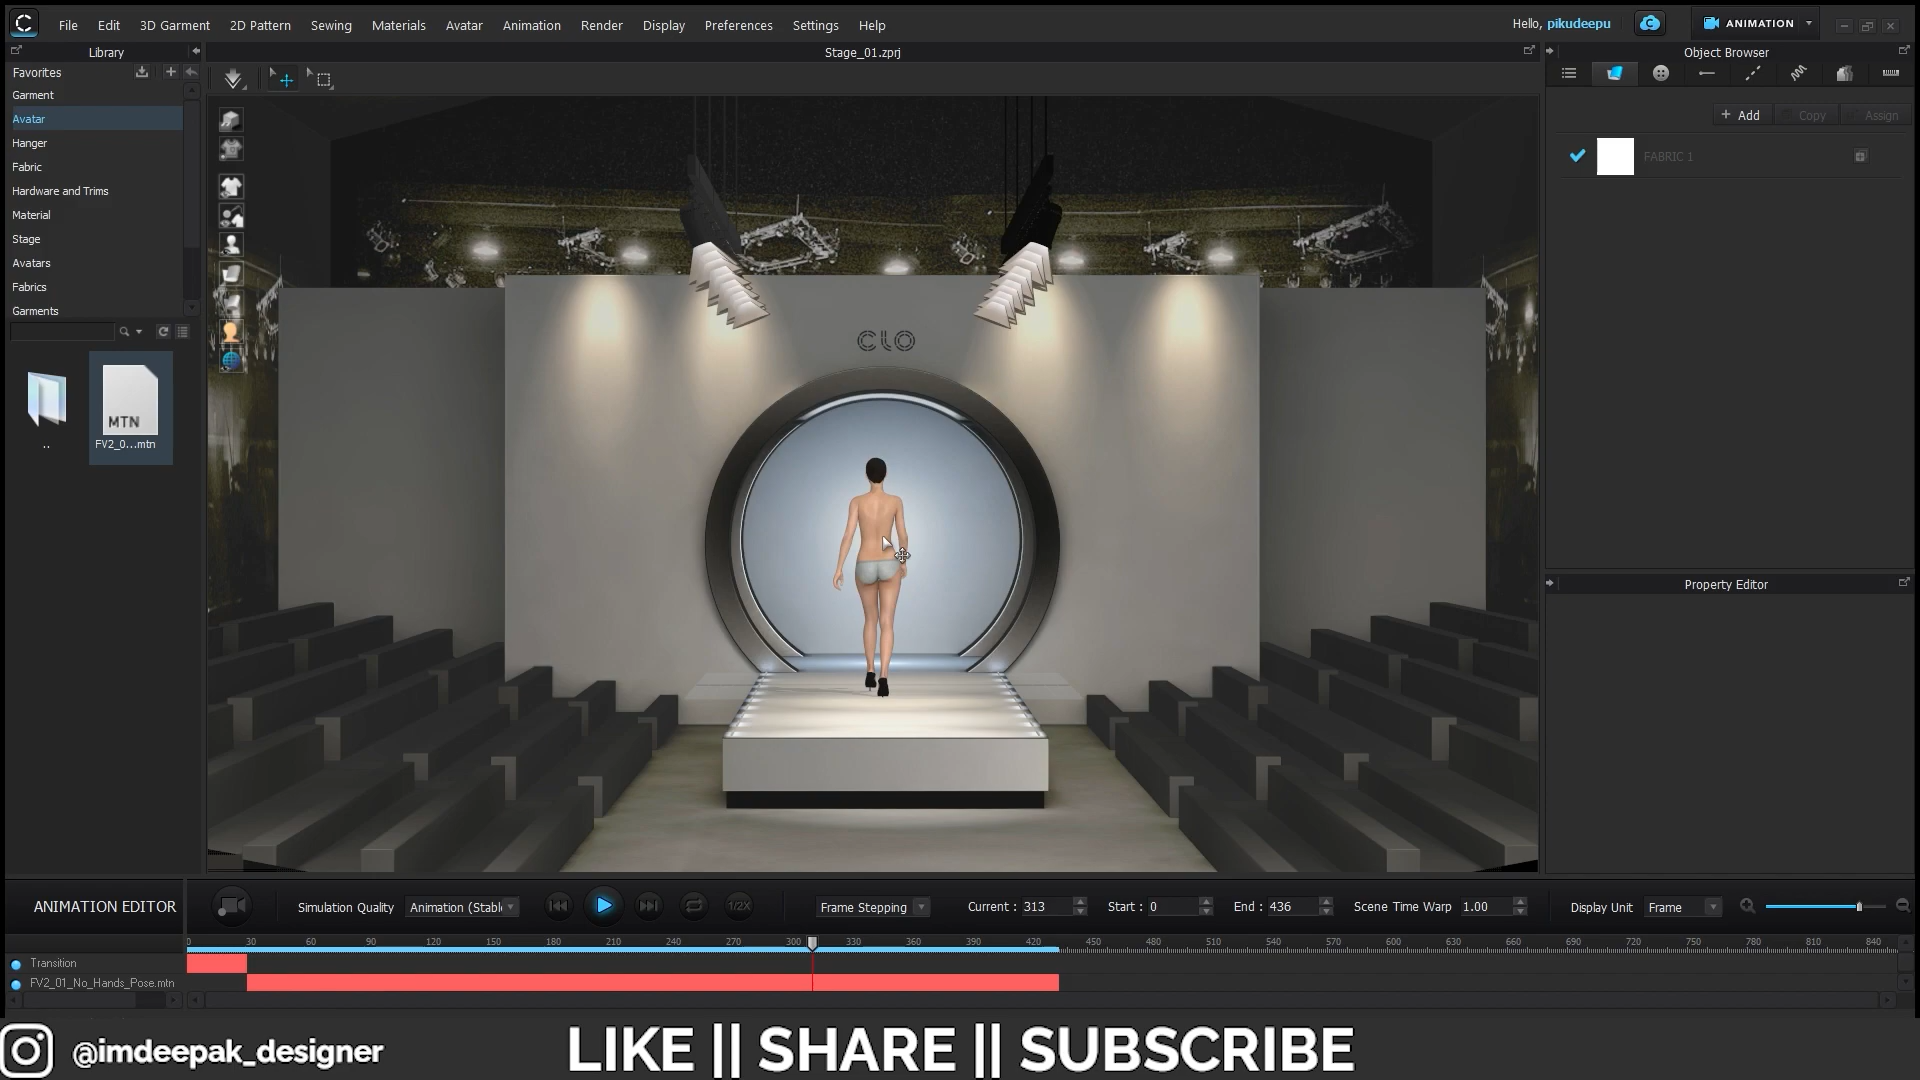 File Edit 3D Garment 2D Pattern Sewing Materials Avatar Animation Render Display Preferences Settings Help
Hello, pikudeepu
ANIMATION
Library
Stage_01.zprj
Object Browser
Favorites
Garment
Avatar
Hanger
Fabric
Hardware and Trims
Material
Stage
Avatars
Fabrics
Garments
+ Add Copy Assign
FABRIC 1
MTN
..
FV2_0...mtn
CLO
Property Editor
ANIMATION EDITOR
Simulation Quality Animation (Stabl
1/2X
Frame Stepping
Current : 313
Start : 0
End : 436
Scene Time Warp 1.00
Display Unit Frame
0 30 60 90 120 150 180 210 240 270 300 330 360 390 420 450 480 510 540 570 600 630 660 690 720 750 780 810 840
Transition
FV2_01_No_Hands_Pose.mtn
@imdeepak_designer
LIKE || SHARE || SUBSCRIBE